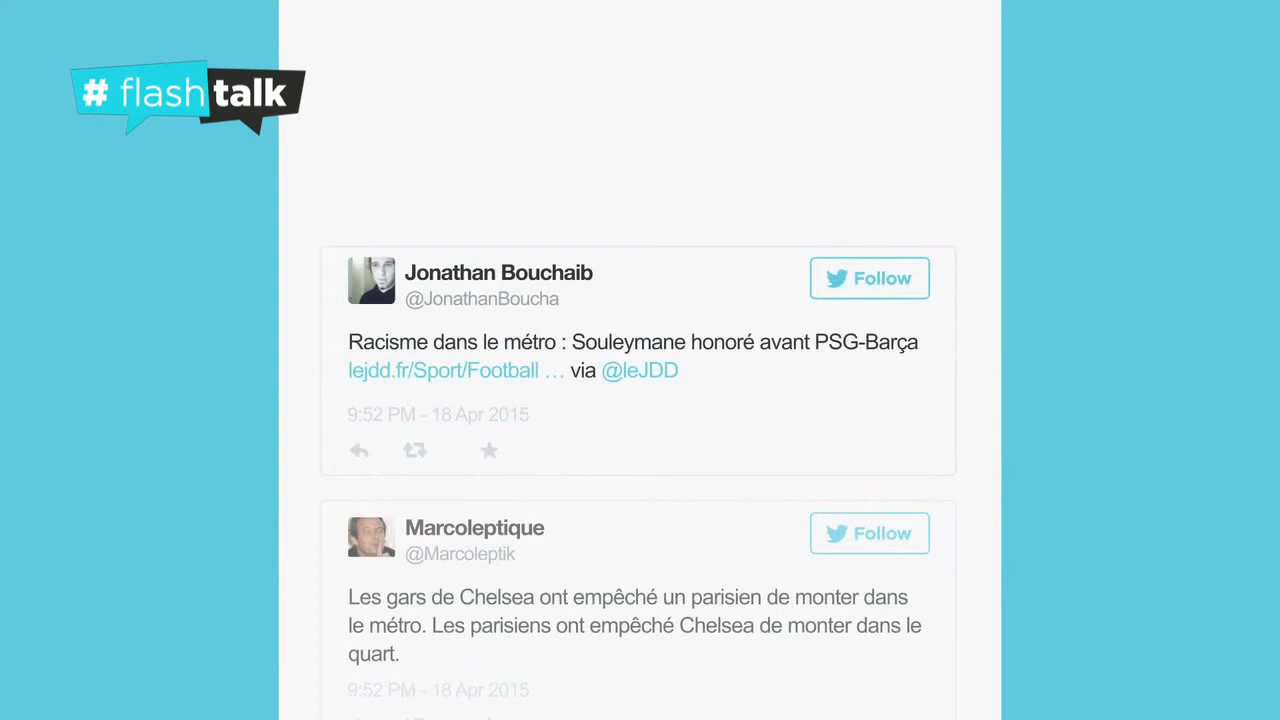 # flash talk
Jonathan Bouchaib
@JonathanBoucha
Follow
Racisme dans le métro : Souleymane honoré avant PSG-Barça
lejdd.fr/Sport/Football … via @leJDD
9:52 PM - 18 Apr 2015
Marcoleptique
@Marcoleptik
Follow
Les gars de Chelsea ont empêché un parisien de monter dans
le métro. Les parisiens ont empêché Chelsea de monter dans le
quart.
9:52 PM - 18 Apr 2015